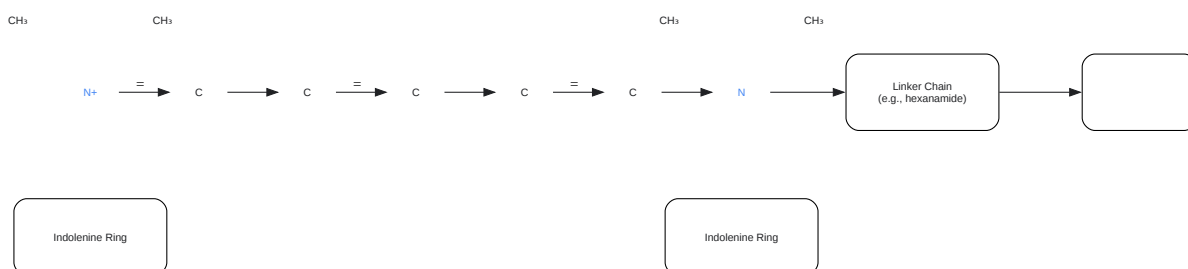 CH₃ CH₃ CH₃ CH₃
N+ = C C = C C = C N
Linker Chain
(e.g., hexanamide)
Indolenine Ring Indolenine Ring